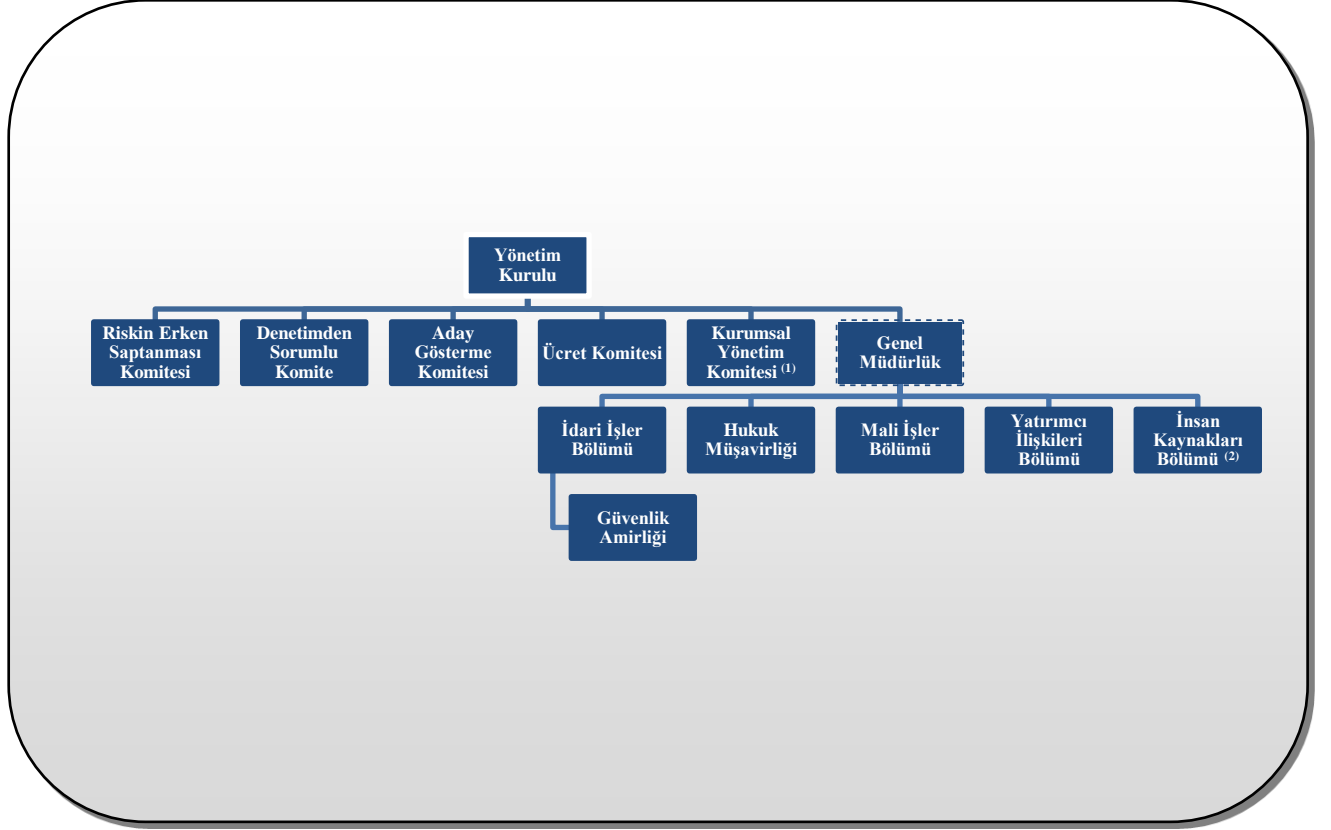 Yönetim
Kurulu
Riskin Erken
Saptanması
Komitesi
Denetimden
Sorumlu
Komite
Aday
Gösterme
Komitesi
Ücret Komitesi
Kurumsal
Yönetim
Komitesi (1)
Genel
Müdürlük
İdari İşler
Bölümü
Hukuk
Müşavirliği
Mali İşler
Bölümü
Yatırımcı
İlişkileri
Bölümü
İnsan
Kaynakları
Bölümü (2)
Güvenlik
Amirliği